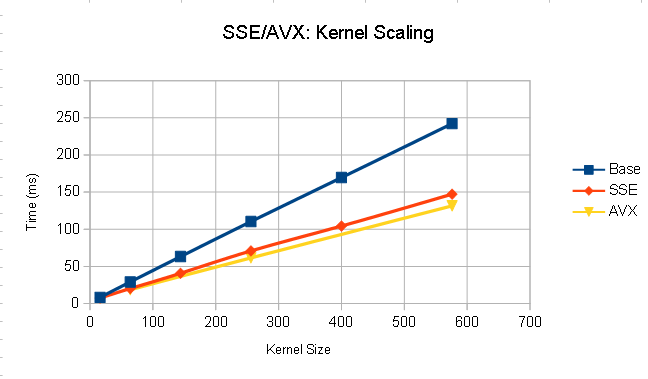 SSE/AVX: Kernel Scaling
300
250
200
150
100
50
0
Time (ms)
0 100 200 300 400 500 600 700
Kernel Size
Base
SSE
AVX